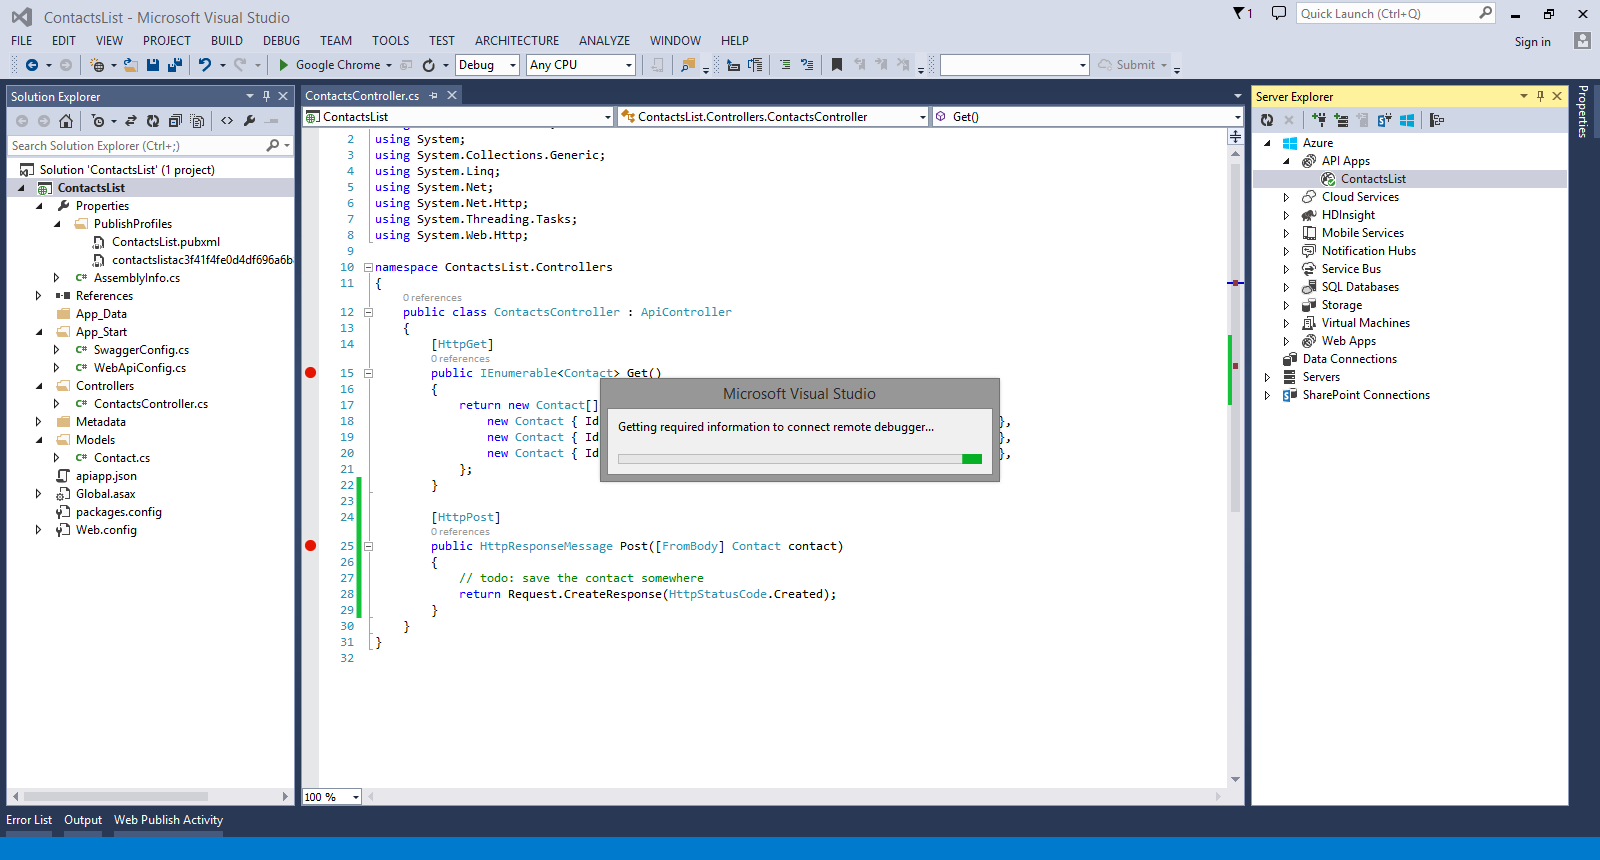 ContactsList - Microsoft Visual Studio
1
Quick Launch (Ctrl+Q)
FILE EDIT VIEW PROJECT BUILD DEBUG TEAM TOOLS TEST ARCHITECTURE ANALYZE WINDOW HELP
Sign in
Google Chrome Debug Any CPU Submit
Solution Explorer
Search Solution Explorer (Ctrl+;)
Solution 'ContactsList' (1 project)
ContactsList
Properties
PublishProfiles
ContactsList.pubxml
contactslistac3f41f4fe0d4df696a6b
C# AssemblyInfo.cs
References
App_Data
App_Start
C# SwaggerConfig.cs
C# WebApiConfig.cs
Controllers
C# ContactsController.cs
Metadata
Models
C# Contact.cs
apiapp.json
Global.asax
packages.config
Web.config
ContactsController.cs
ContactsList
ContactsList.Controllers.ContactsController
Get()
2 using System;
3 using System.Collections.Generic;
4 using System.Linq;
5 using System.Net;
6 using System.Net.Http;
7 using System.Threading.Tasks;
8 using System.Web.Http;
9
10 namespace ContactsList.Controllers
11 {
0 references
12 public class ContactsController : ApiController
13 {
14 [HttpGet]
0 references
15 public IEnumerable<Contact> Get()
16 {
17 return new Contact[]
18 new Contact { Id },
19 new Contact { Id },
20 new Contact { Id },
21 };
22 }
23
24 [HttpPost]
0 references
25 public HttpResponseMessage Post([FromBody] Contact contact)
26 {
27 // todo: save the contact somewhere
28 return Request.CreateResponse(HttpStatusCode.Created);
29 }
30 }
31 }
32
100 %
Microsoft Visual Studio
Getting required information to connect remote debugger...
Server Explorer
Azure
API Apps
ContactsList
Cloud Services
HDInsight
Mobile Services
Notification Hubs
Service Bus
SQL Databases
Storage
Virtual Machines
Web Apps
Data Connections
Servers
SharePoint Connections
Properties
Error List Output Web Publish Activity